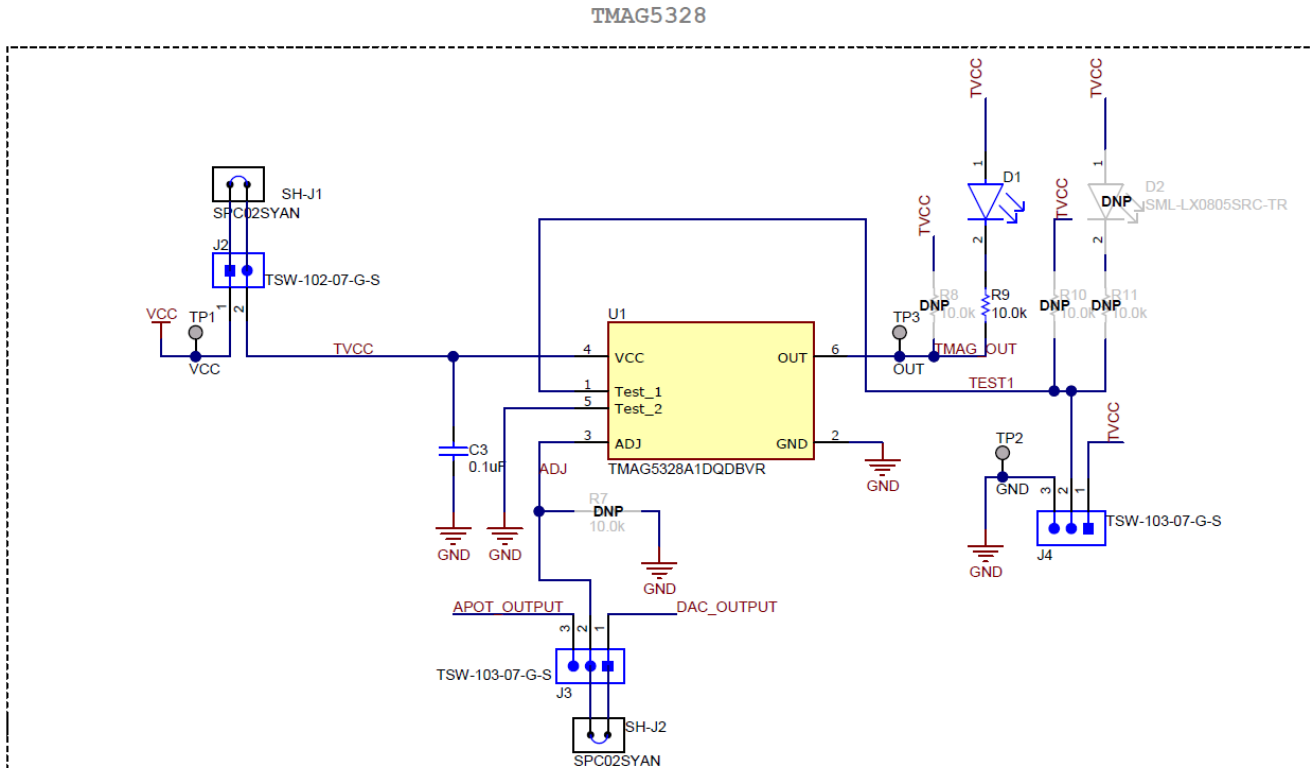 TMAG5328
TVCC
TVCC
SH-J1
SPC02SYAN
J2
TSW-102-07-G-S
1
2
VCC
TP1
VCC
TVCC
C3
0.1uF
GND
GND
U1
4
VCC
1
Test_1
5
Test_2
3
ADJ
OUT
6
GND
2
TMAG5328A1DQDBVR
GND
ADJ
R7
DNP
10.0k
GND
TP3
OUT
TMAG_OUT
TVCC
R8
DNP
10.0k
1
D1
2
R9
10.0k
TVCC
R10
DNP
10.0k
1
D2
DNP
SML-LX0805SRC-TR
2
R11
DNP
10.0k
TEST1
TVCC
TP2
GND
3
2
1
TSW-103-07-G-S
J4
GND
APOT_OUTPUT
DAC_OUTPUT
3
2
1
TSW-103-07-G-S
J3
SH-J2
SPC02SYAN